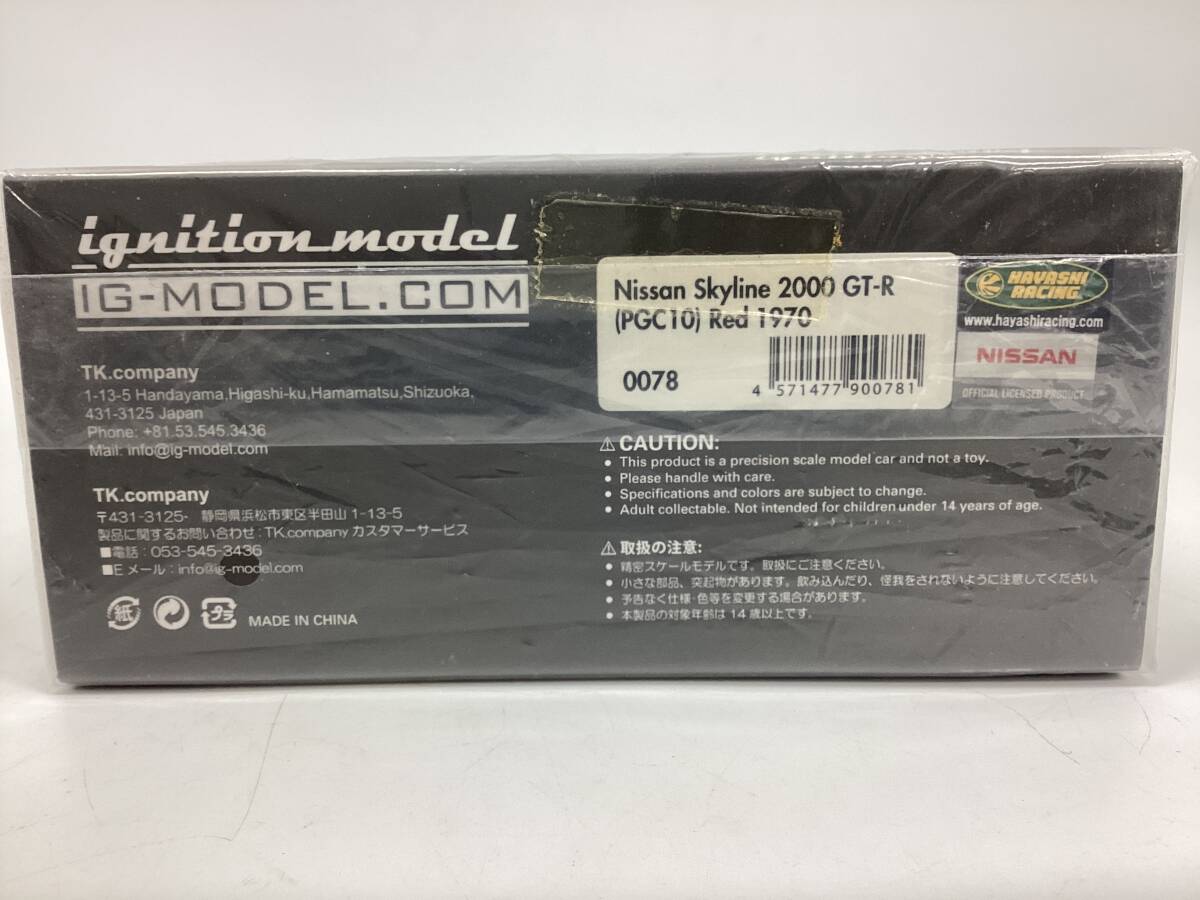 ignition model
IG-MODEL.COM
TK.company
1-13-5 Handayama,Higashi-ku,Hamamatsu,Shizuoka,
431-3125 Japan
Phone: +81.53.545.3436
Mail: info@ig-model.com
TK.company
〒431-3125- 静岡県浜松市東区半田山 1-13-5
製品に関するお問い合わせ:TK.company カスタマーサービス
■電話: 053-545-3436
■E メール: info@ig-model.com
紙 プラ MADE IN CHINA
Nissan Skyline 2000 GT-R
(PGC10) Red 1970
0078
4 571477 900781
HAYASHI
RACING
www.hayashiracing.com
NISSAN
OFFICIAL LICENSED PRODUCT
⚠ CAUTION:
● This product is a precision scale model car and not a toy.
● Please handle with care.
● Specifications and colors are subject to change.
● Adult collectable. Not intended for children under 14 years of age.
⚠ 取扱の注意:
● 精密スケールモデルです。取扱にご注意ください。
● 小さな部品、突起物があります。飲み込んだり、怪我をされないように注意してください。
● 予告なく仕様・色等を変更する場合があります。
● 本製品の対象年齢は 14 歳以上です。